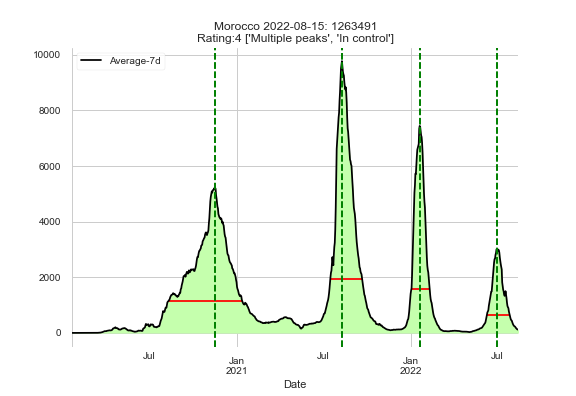 Morocco 2022-08-15: 1263491
Rating:4 ['Multiple peaks', 'In control']
Average-7d
10000
8000
6000
4000
2000
0
Jul
Jan
2021
Jul
Jan
2022
Jul
Date